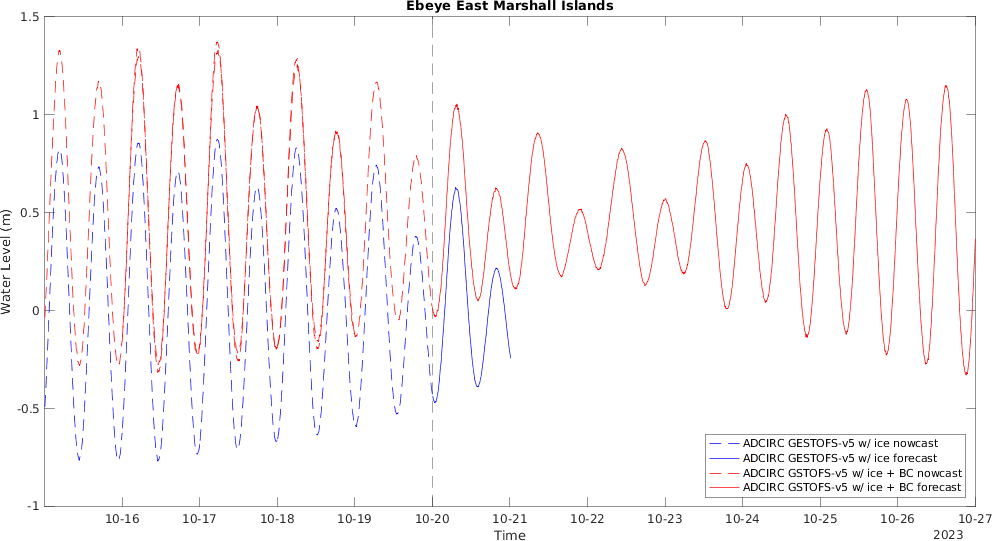 Ebeye East Marshall Islands
1.5
1
0.5
0
-0.5
-1
Water Level (m)
ADCIRC GESTOFS-v5 w/ ice nowcast
ADCIRC GESTOFS-v5 w/ ice forecast
ADCIRC GSTOFS-v5 w/ ice + BC nowcast
ADCIRC GSTOFS-v5 w/ ice + BC forecast
10-16 10-17 10-18 10-19 10-20 10-21 10-22 10-23 10-24 10-25 10-26 10-27
Time
2023